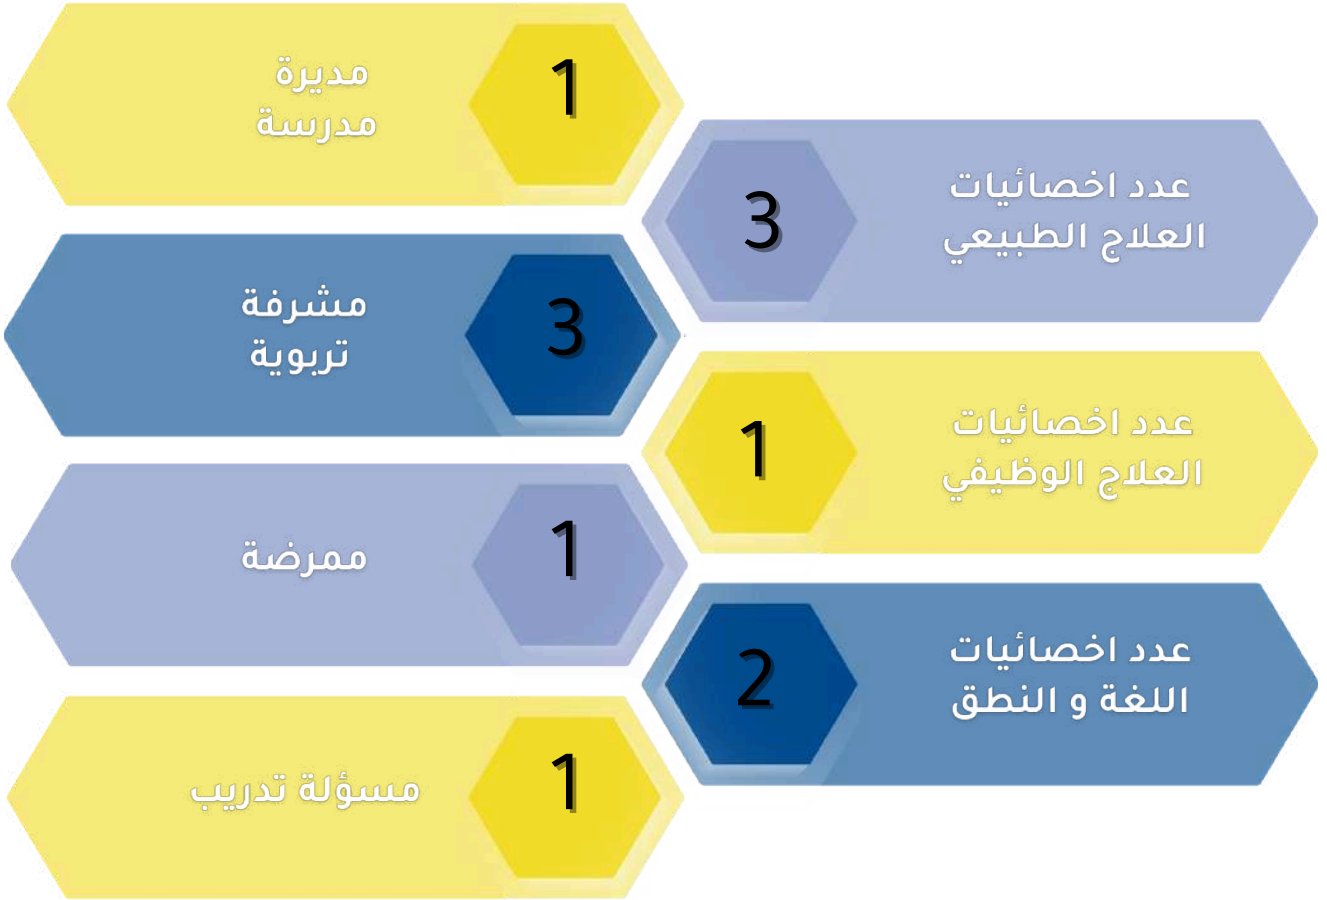 مديرة
مدرسة
1
عدد اخصائيات
العلاج الطبيعي
3
مشرفة
تربوية
3
عدد اخصائيات
العلاج الوظيفي
1
ممرضة
1
عدد اخصائيات
اللغة و النطق
2
مسؤلة تدريب
1